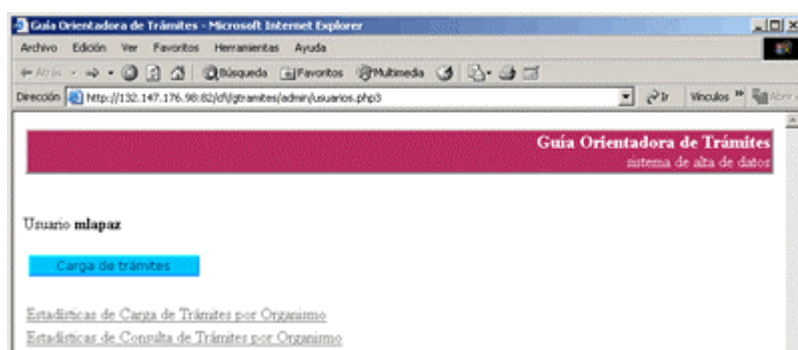 Guía Orientadora de Trámites - Microsoft Internet Explorer
Archivo Edición Ver Favoritos Herramientas Ayuda
Atrás Búsqueda Favoritos Multimedia
Dirección http://132.147.176.98:82/cfi/gtramites/admin/usuarios.php3 Ir Vínculos
Guía Orientadora de Trámites
sistema de alta de datos
Usuario mlapaz
Carga de tramites
Estadísticas de Carga de Trámites por Organismo
Estadísticas de Consulta de Trámites por Organismo